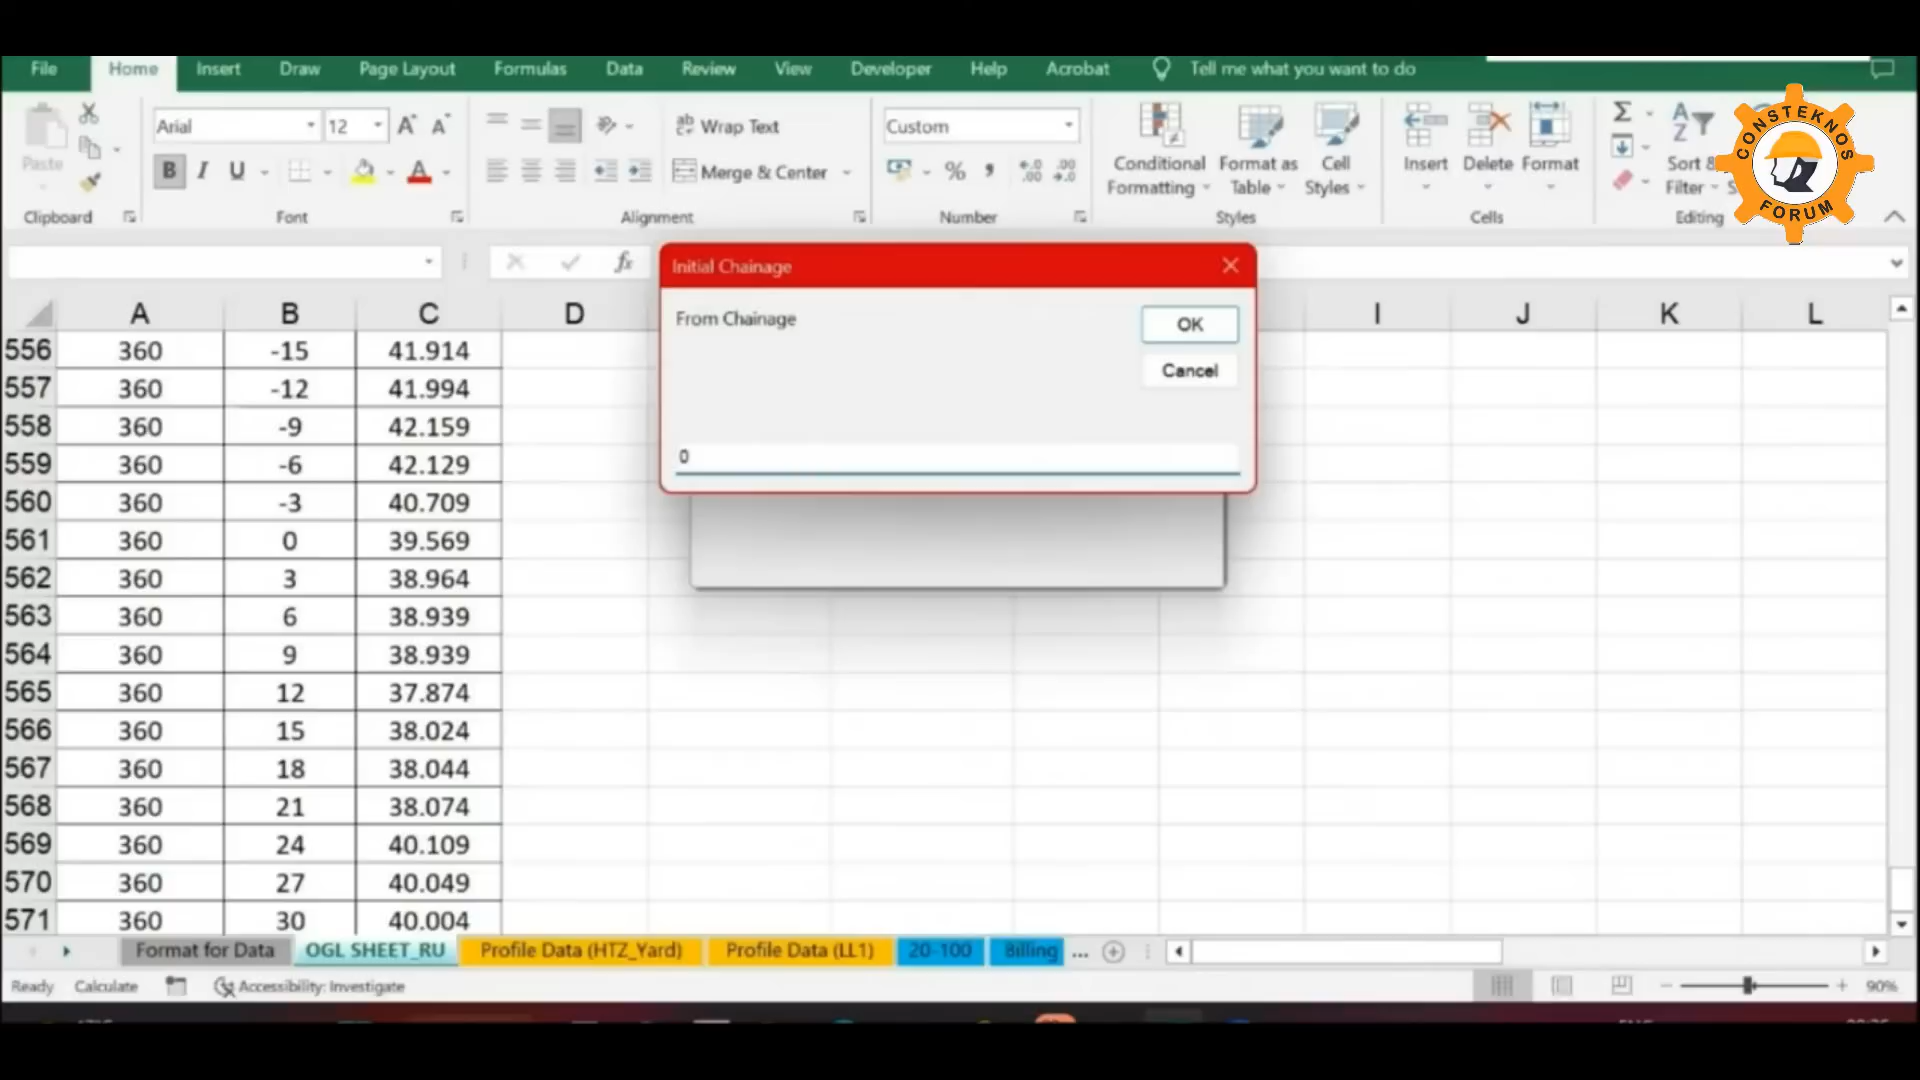 File Home Insert Draw Page Layout Formulas Data Review View Developer Help Acrobat Tell me what you want to do
CONSTEKNOS
FORUM
Arial 12 Wrap Text Custom
Paste B I U Merge & Center % Conditional Formatting Format as Table Cell Styles Insert Delete Format Sort & Filter
Clipboard Font Alignment Number Styles Cells Editing
fx
Initial Chainage
From Chainage
OK
Cancel
0
A B C D I J K L
556 360 -15 41.914
557 360 -12 41.994
558 360 -9 42.159
559 360 -6 42.129
560 360 -3 40.709
561 360 0 39.569
562 360 3 38.964
563 360 6 38.939
564 360 9 38.939
565 360 12 37.874
566 360 15 38.024
567 360 18 38.044
568 360 21 38.074
569 360 24 40.109
570 360 27 40.049
571 360 30 40.004
Format for Data OGL SHEET_RU Profile Data (HTZ_Yard) Profile Data (LL1) 20-100 Billing ...
Ready Calculate Accessibility: Investigate 90%